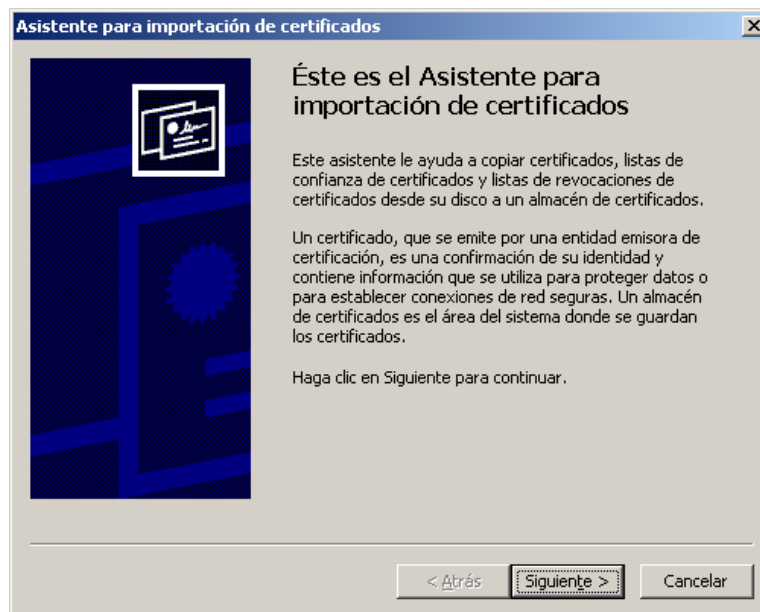 Asistente para importación de certificados
Éste es el Asistente para
importación de certificados
Este asistente le ayuda a copiar certificados, listas de
confianza de certificados y listas de revocaciones de
certificados desde su disco a un almacén de certificados.
Un certificado, que se emite por una entidad emisora de
certificación, es una confirmación de su identidad y
contiene información que se utiliza para proteger datos o
para establecer conexiones de red seguras. Un almacén
de certificados es el área del sistema donde se guardan
los certificados.
Haga clic en Siguiente para continuar.
< Atrás Siguiente > Cancelar